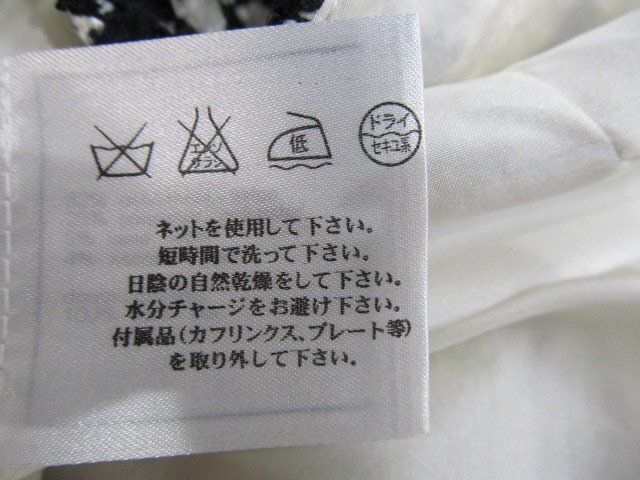 エンソ
サラシ
低
ドライ
セキユ系
ネットを使用して下さい。
短時間で洗って下さい。
日陰の自然乾燥をして下さい。
水分チャージをお避け下さい。
付属品(カフリンクス、プレート等)
を取り外して下さい。